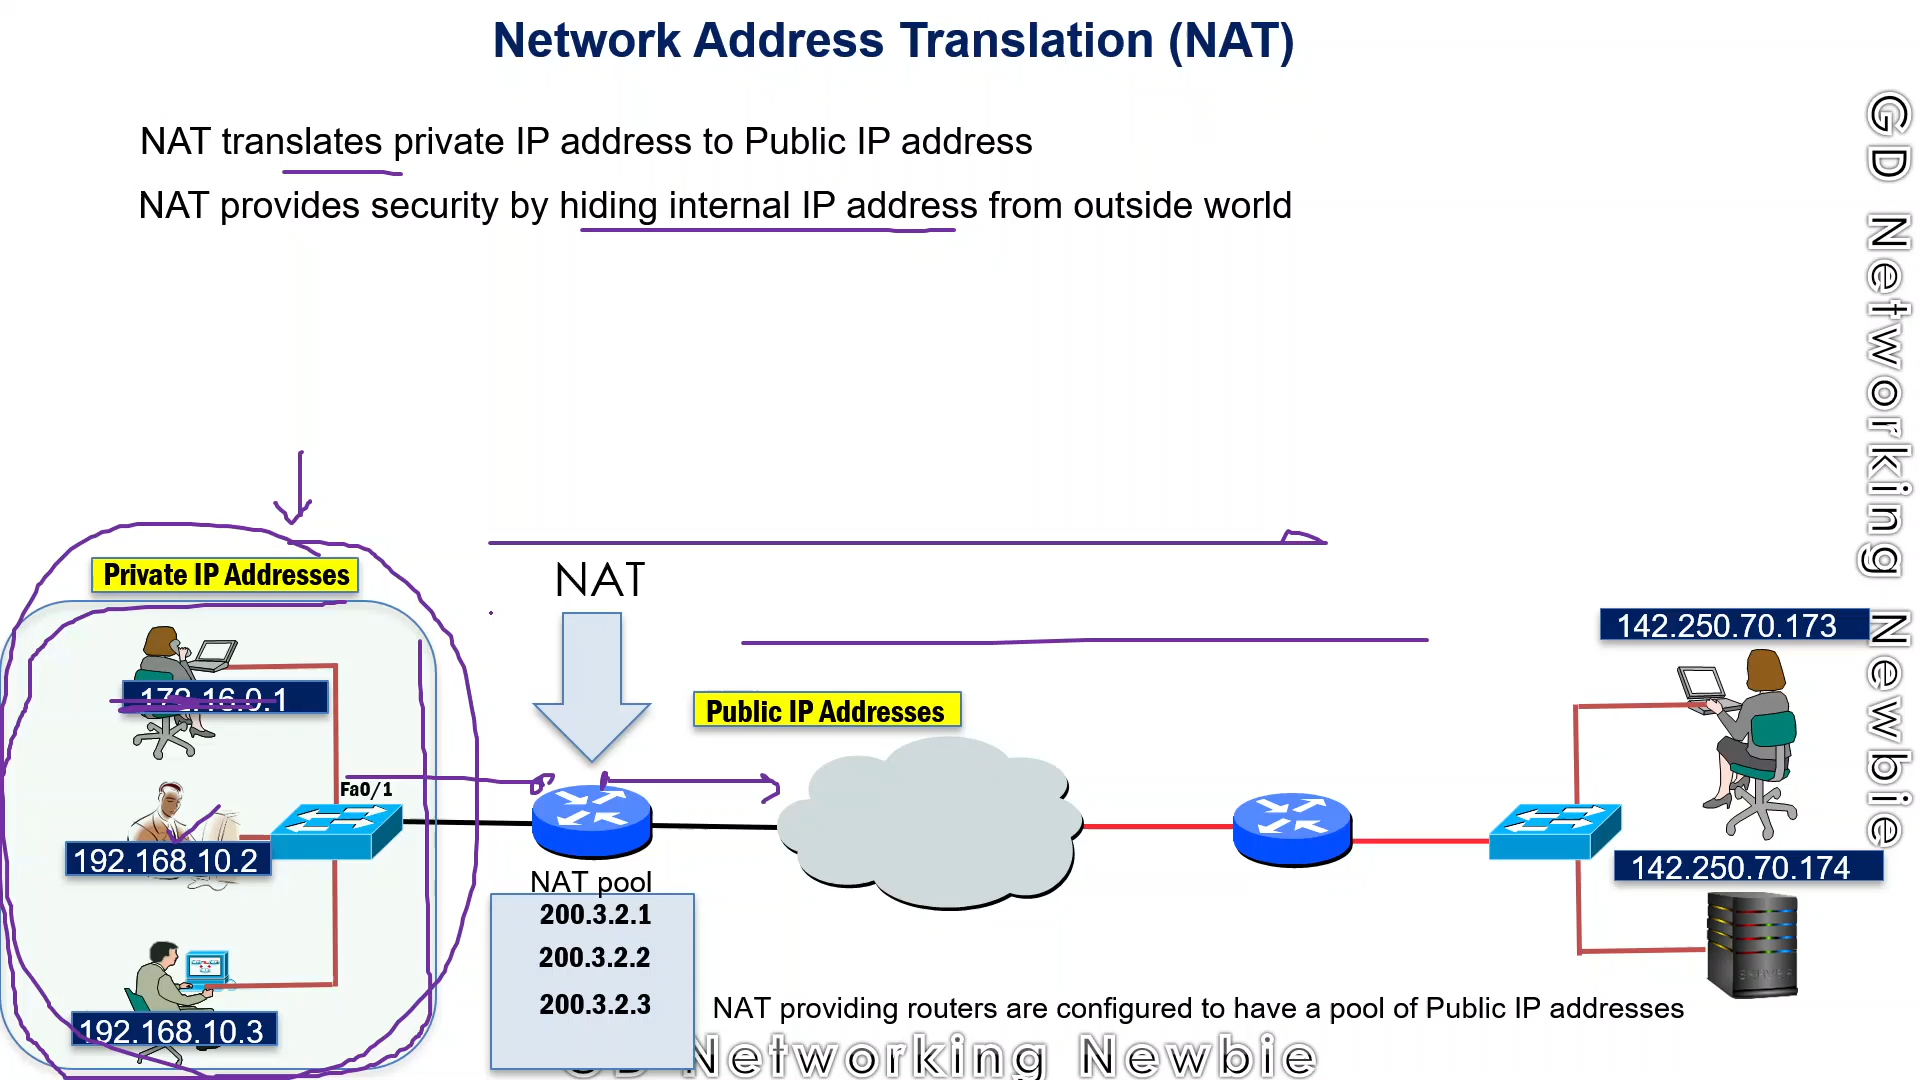 Network Address Translation (NAT)
NAT translates private IP address to Public IP address
NAT provides security by hiding internal IP address from outside world
Private IP Addresses
NAT
172.16.0.1
Fa0/1
192.168.10.2
192.168.10.3
Public IP Addresses
NAT pool
200.3.2.1
200.3.2.2
200.3.2.3
142.250.70.173
142.250.70.174
NAT providing routers are configured to have a pool of Public IP addresses
GD Networking Newbie
Networking Newbie